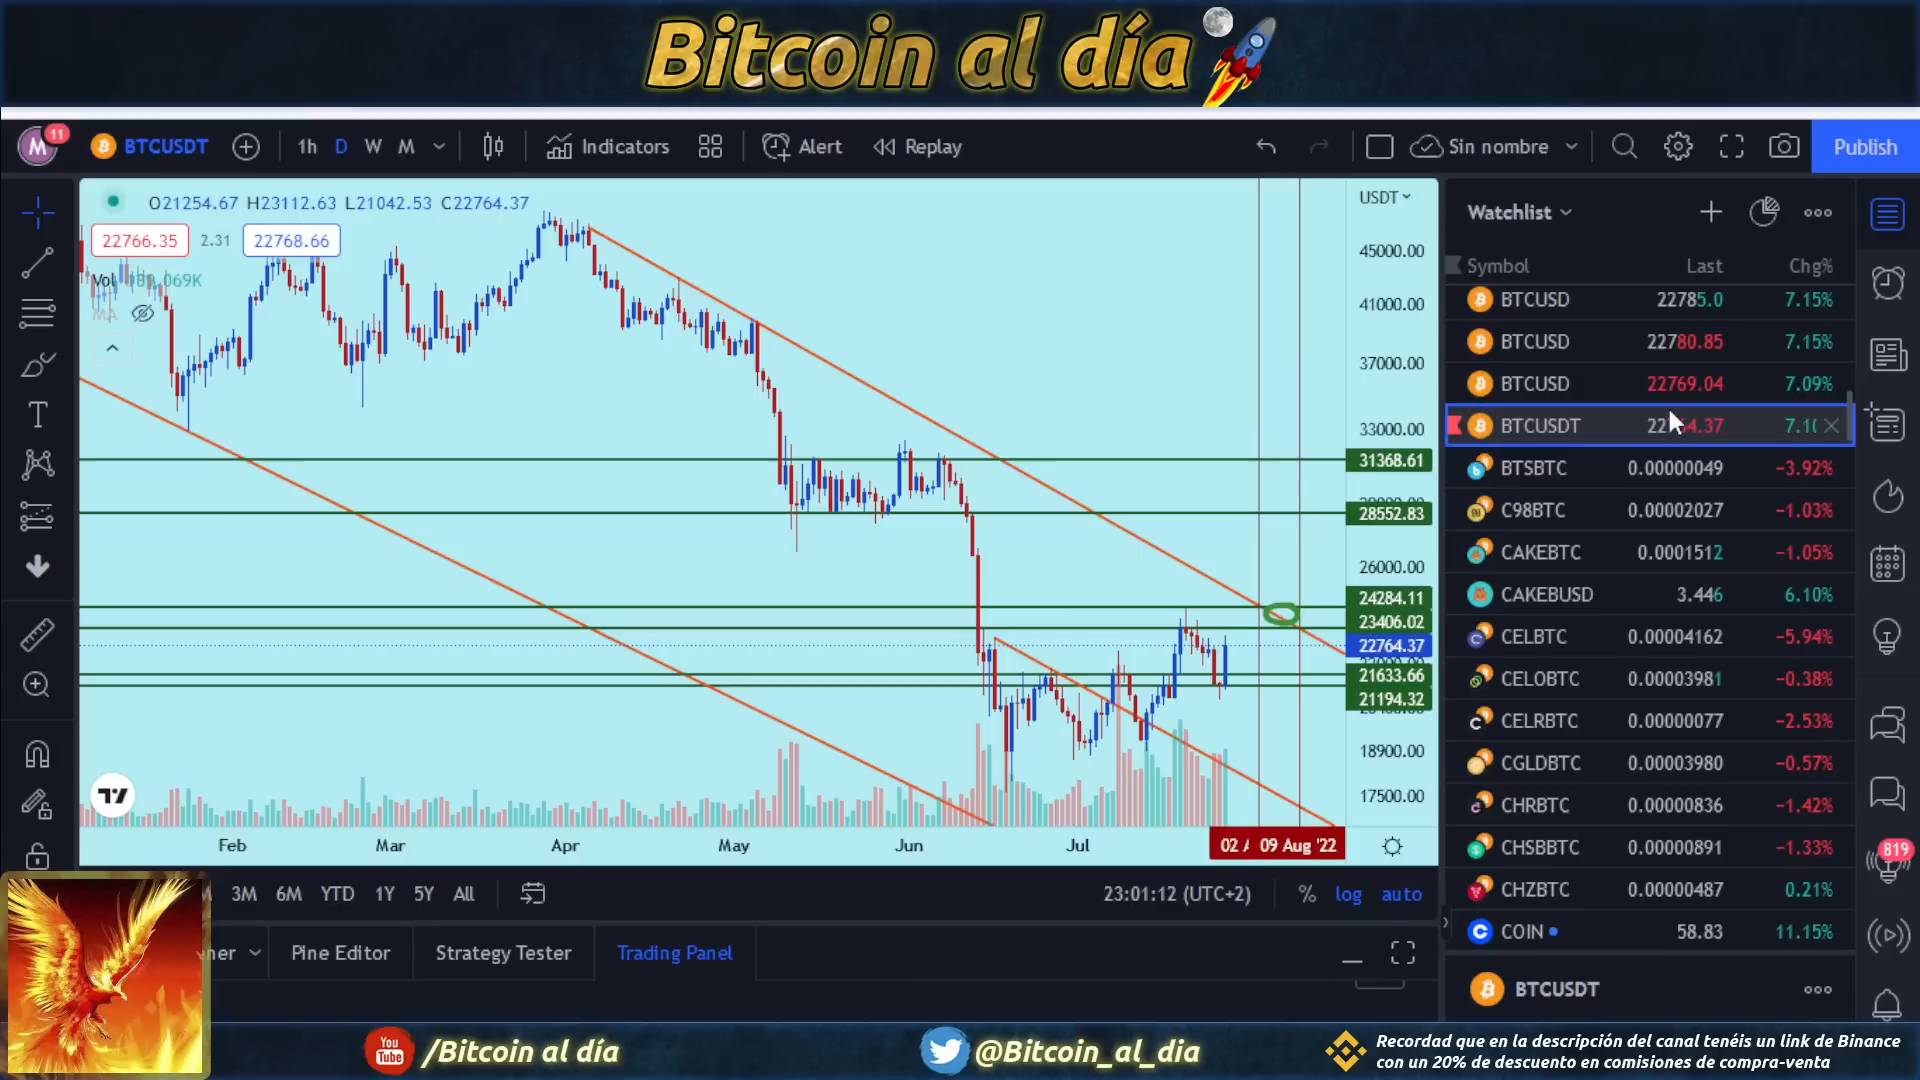 Bitcoin al día
M 11 BTCUSDT 1h D W M Indicators Alert Replay Sin nombre Publish
O21254.67 H23112.63 L21042.53 C22764.37
22766.35 2.31 22768.66
Vol
MA
USDT
45000.00
41000.00
37000.00
33000.00
31368.61
28552.83
26000.00
24284.11
23406.02
22764.37
21633.66
21194.32
18900.00
17500.00
Feb Mar Apr May Jun Jul 02 09 Aug '22
3M 6M YTD 1Y 5Y All 23:01:12 (UTC+2) % log auto
Pine Editor Strategy Tester Trading Panel
Watchlist
Symbol Last Chg%
BTCUSD 22785.0 7.15%
BTCUSD 22780.85 7.15%
BTCUSD 22769.04 7.09%
BTCUSDT
BTSBTC 0.00000049 −3.92%
C98BTC 0.00002027 −1.03%
CAKEBTC 0.0001512 −1.05%
CAKEBUSD 3.446 6.10%
CELBTC 0.00004162 −5.94%
CELOBTC 0.00003981 −0.38%
CELRBTC 0.00000077 −2.53%
CGLDBTC 0.00003980 −0.57%
CHRBTC 0.00000836 −1.42%
CHSBBTC 0.00000891 −1.33%
CHZBTC 0.00000487 0.21%
COIN 58.83 11.15%
BTCUSDT
819
You
Tube
/Bitcoin al día
@Bitcoin_al_dia
Recordad que en la descripción del canal tenéis un link de Binance
con un 20% de descuento en comisiones de compra-venta